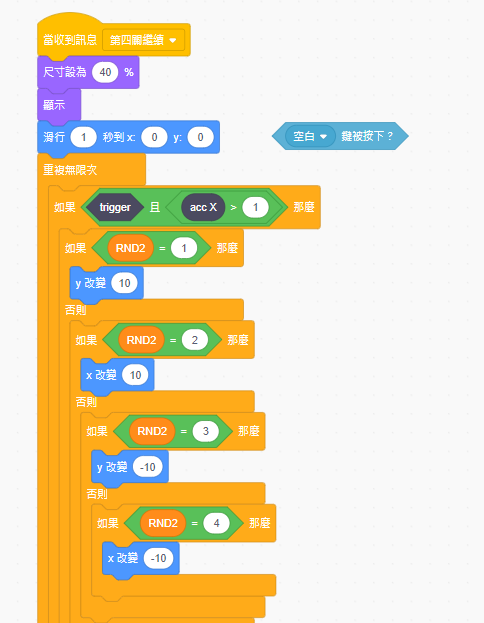 當收到訊息 第四關繼續
尺寸設為 40 %
顯示
滑行 1 秒到 x: 0 y: 0
空白 鍵被按下？
重複無限次
如果 trigger 且 acc X > 1 那麼
如果 RND2 = 1 那麼
y 改變 10
否則
如果 RND2 = 2 那麼
x 改變 10
否則
如果 RND2 = 3 那麼
y 改變 -10
否則
如果 RND2 = 4 那麼
x 改變 -10